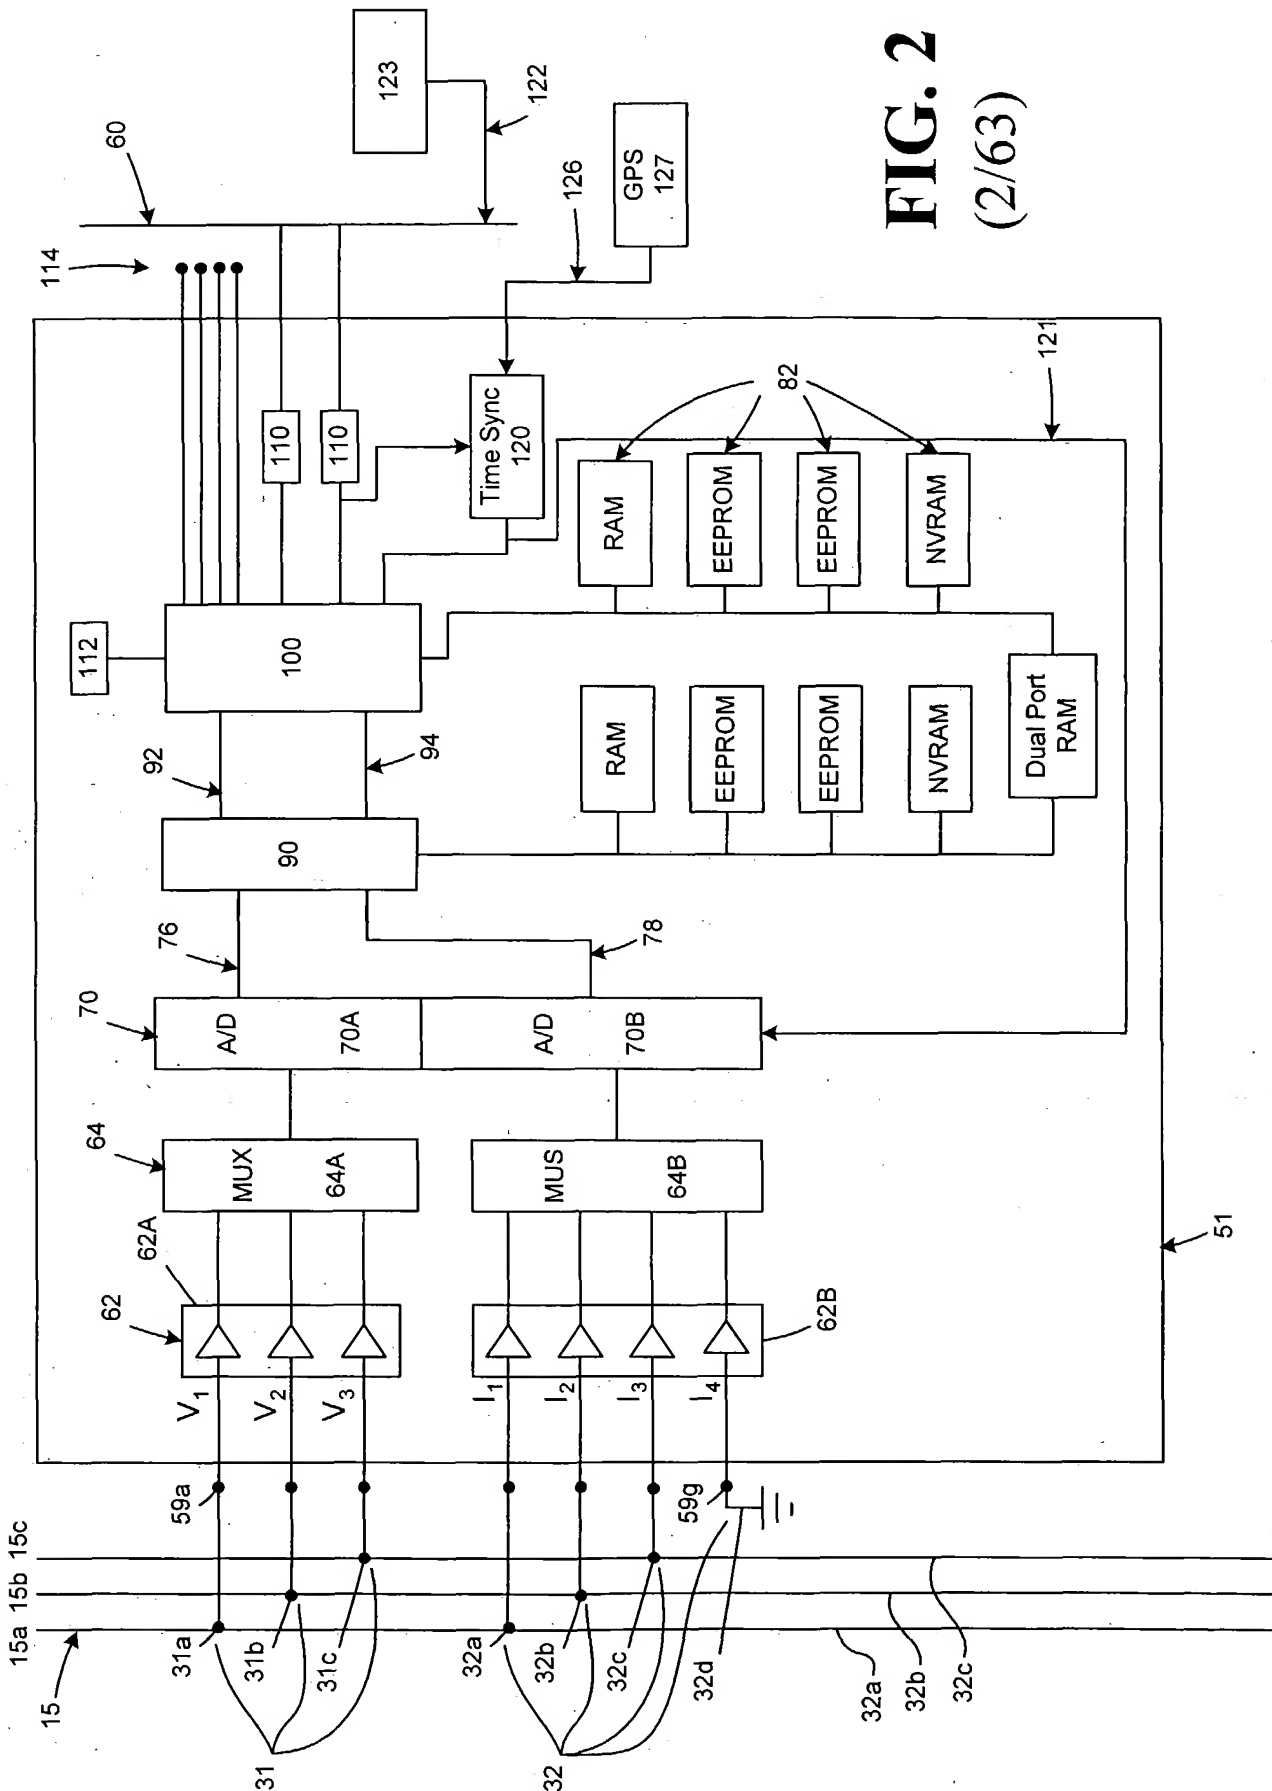 FIG. 2
(2/63)
123
122
60
GPS
127
126
114
110
110
Time Sync
120
121
82
RAM
EEPROM
EEPROM
NVRAM
112
100
RAM
EEPROM
EEPROM
NVRAM
Dual Port
RAM
92
94
90
76
78
70
A/D
70A
A/D
70B
64
MUX
64A
MUS
64B
62
62A
62B
51
V1
V2
V3
I1
I2
I3
I4
59a
59g
15a
15b
15c
15
31a
31b
31c
31
32a
32b
32c
32d
32
32a
32b
32c